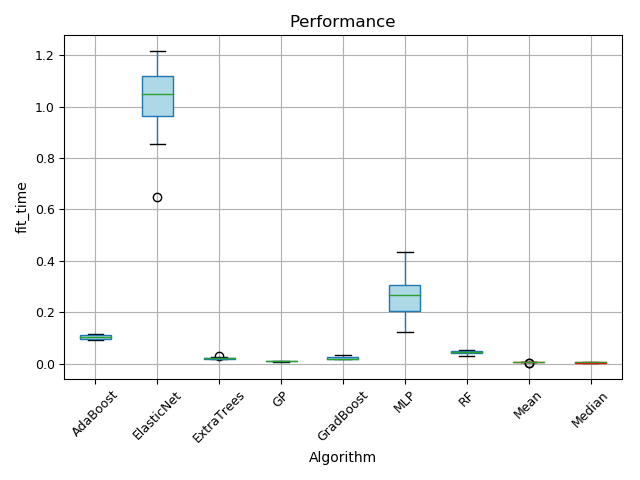 Performance
1.2
1.0
0.8
0.6
0.4
0.2
0.0
fit_time
AdaBoost
ElasticNet
ExtraTrees
GP
GradBoost
MLP
RF
Mean
Median
Algorithm